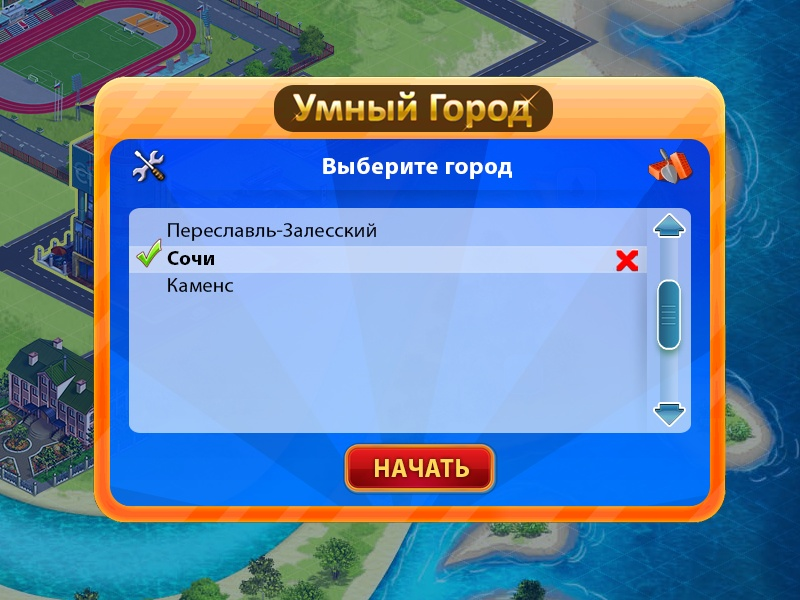 Умный Город
Выберите город
Переславль-Залесский
Сочи
Каменс
НАЧАТЬ